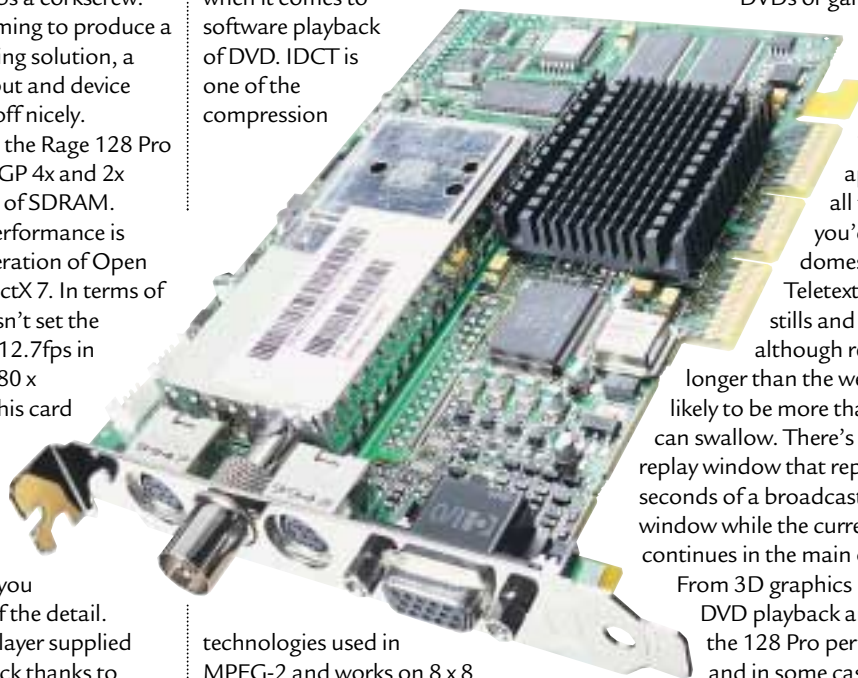 as a corkscrew.
ming to produce a
ing solution, a
out and device
off nicely.
the Rage 128 Pro
GP 4x and 2x
of SDRAM.
erformance is
eration of Open
ctX 7. In terms of
sn't set the
12.7fps in
80 x
his card
you
f the detail.
layer supplied
ck thanks to
when it comes to
software playback
of DVD. IDCT is
one of the
compression
technologies used in
MPEG-2 and works on 8 x 8
DVDs or gam
all
you'
domes
Teletext
stills and
although re
longer than the we
likely to be more tha
can swallow. There's
replay window that rep
seconds of a broadcast
window while the curre
continues in the main
From 3D graphics
DVD playback a
the 128 Pro per
and in some cas